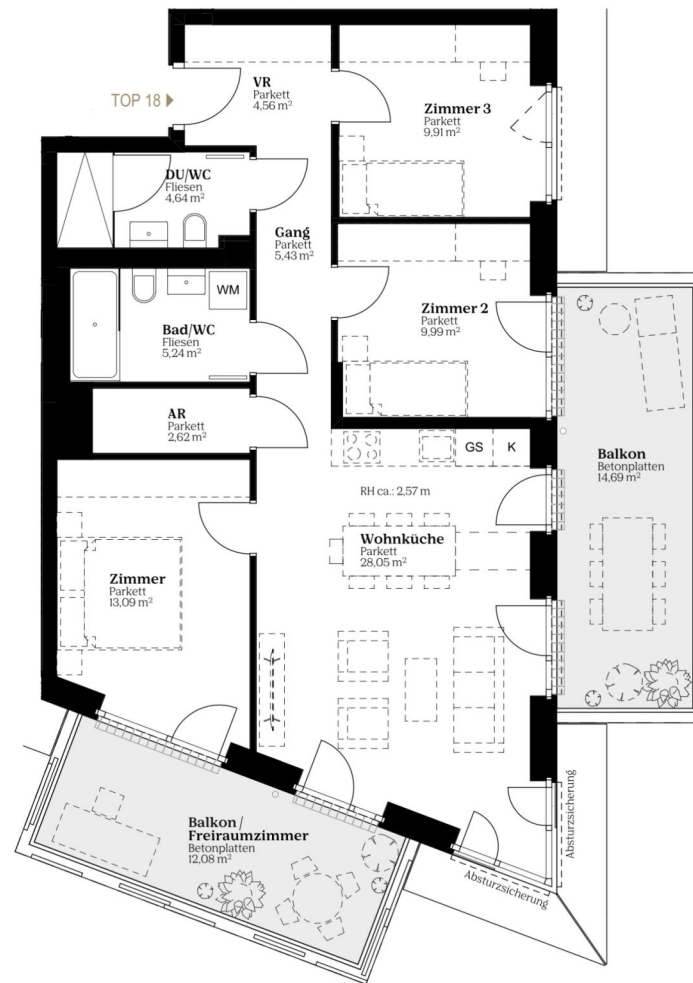 TOP 18
VR
Parkett
4,56 m²
Zimmer 3
Parkett
9,91 m²
DU/WC
Fliesen
4,64 m²
Gang
Parkett
5,43 m²
Zimmer 2
Parkett
9,99 m²
WM
Bad/WC
Fliesen
5,24 m²
AR
Parkett
2,62 m²
GS
K
RH ca.: 2,57 m
Balkon
Betonplatten
14,69 m²
Wohnküche
Parkett
28,05 m²
Zimmer
Parkett
13,09 m²
Balkon /
Freiraumzimmer
Betonplatten
12,08 m²
Absturzsicherung
Absturzsicherung